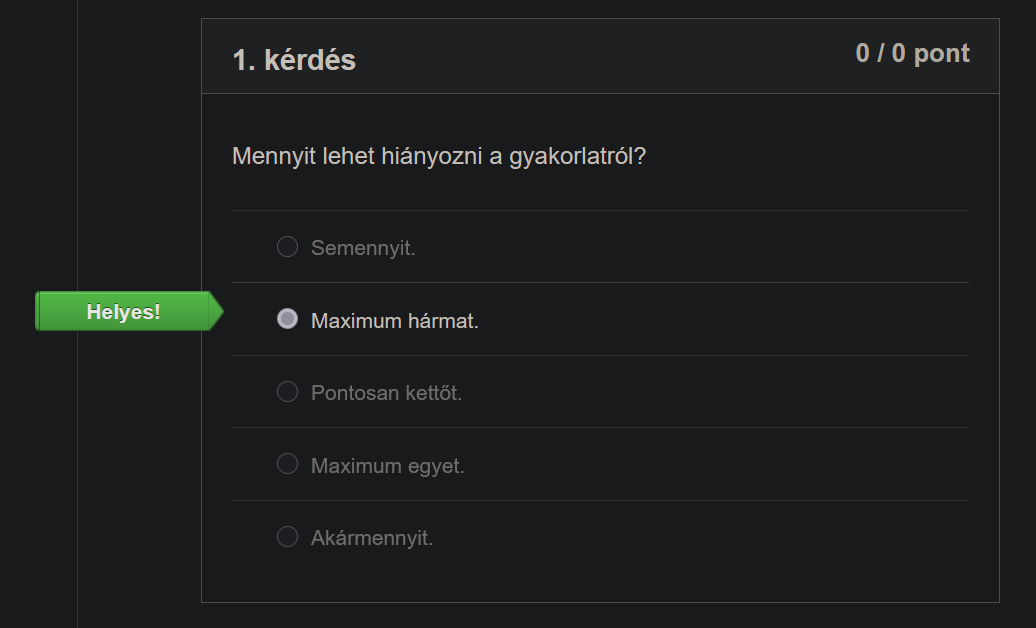 1. kérdés
0 / 0 pont
Mennyit lehet hiányozni a gyakorlatról?
Semennyit.
Helyes!
Maximum hármat.
Pontosan kettőt.
Maximum egyet.
Akármennyit.